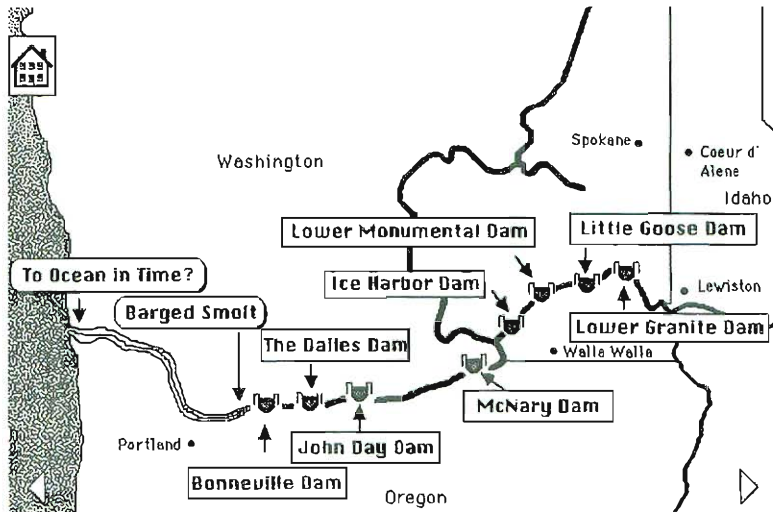 Spokane
Coeur d'
Alene
Washington
Idaho
Lower Monumental Dam
Little Goose Dam
To Ocean in Time?
Ice Harbor Dam
Lewiston
Barged Smolt
Lower Granite Dam
The Dalles Dam
Walla Walla
McNary Dam
Portland
John Day Dam
Bonneville Dam
Oregon